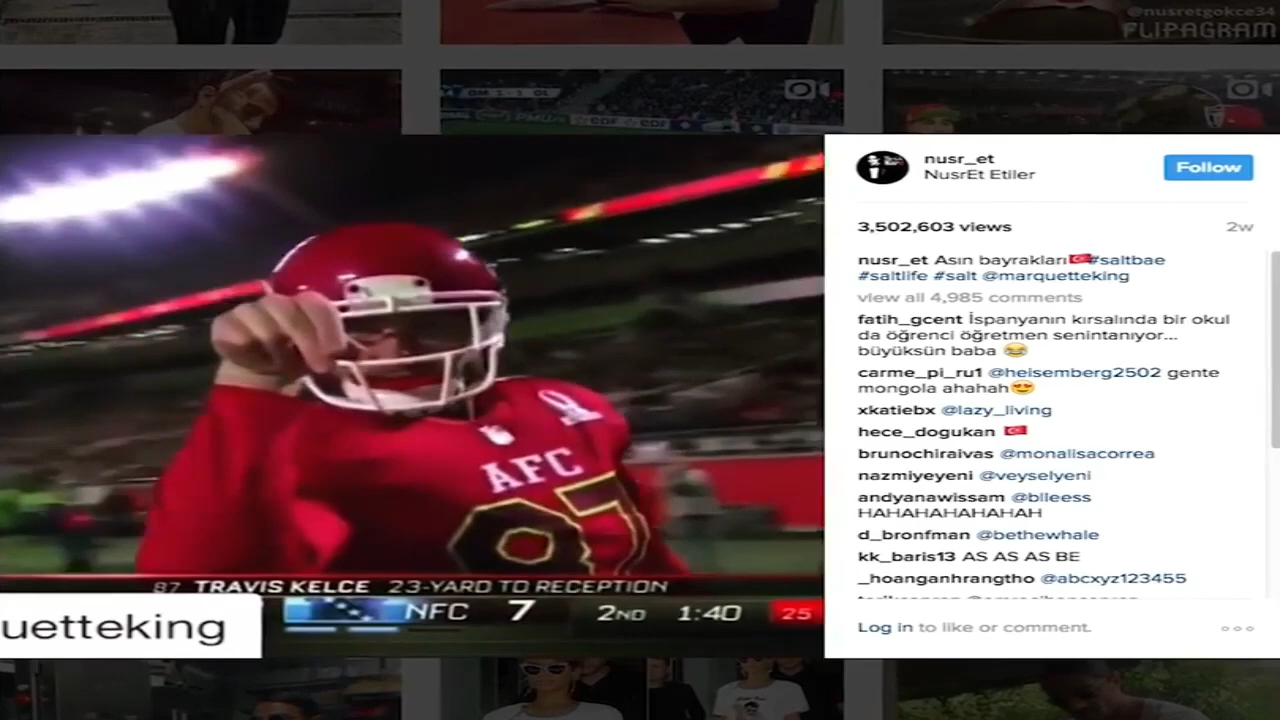 @nusretgokce34
FLIPAGRAM
OM 1-1 OL
EDF EDF
nusr_et
NusrEt Etiler
Follow
3,502,603 views
2w
nusr_et Asın bayrakları🇹🇷#saltbae
#saltlife #salt @marquetteking
view all 4,985 comments
fatih_gcent İspanyanın kırsalında bir okul
da öğrenci öğretmen senintanıyor...
büyüksün baba 😂
carme_pi_ru1 @heisemberg2502 gente
mongola ahahah😍
xkatiebx @lazy_living
hece_dogukan 🇹🇷
brunochiraivas @monalisacorrea
nazmiyeyeni @veyselyeni
andyanawissam @blleess
HAHAHAHAHAHAH
d_bronfman @bethewhale
kk_baris13 AS AS AS BE
_hoanganhrangtho @abcxyz123455
Log in to like or comment.
AFC
87
87 TRAVIS KELCE 23-YARD TD RECEPTION
NFC 7 2ND 1:40 25
uetteking